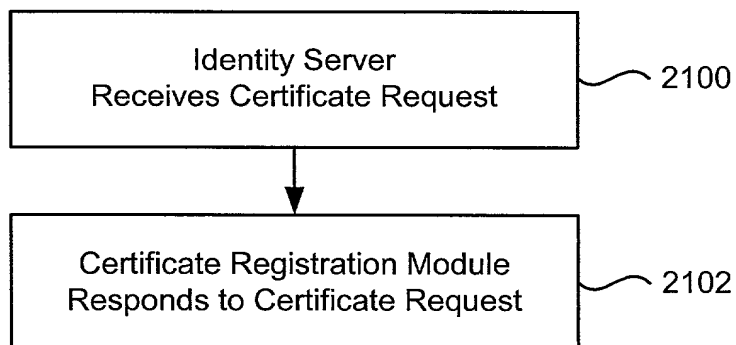 Identity Server
Receives Certificate Request
2100
Certificate Registration Module
Responds to Certificate Request
2102